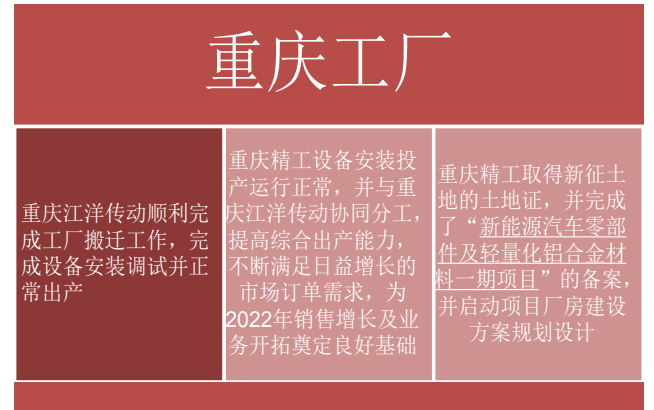 重庆工厂
重庆江洋传动顺利完
成工厂搬迁工作，完
成设备安装调试并正
常出产
重庆精工设备安装投
产运行正常，并与重
庆江洋传动协同分工，
提高综合出产能力，
不断满足日益增长的
市场订单需求，为
2022年销售增长及业
务开拓奠定良好基础
重庆精工取得新征土
地的土地证，并完成
了“新能源汽车零部
件及轻量化铝合金材
料一期项目”的备案，
并启动项目厂房建设
方案规划设计